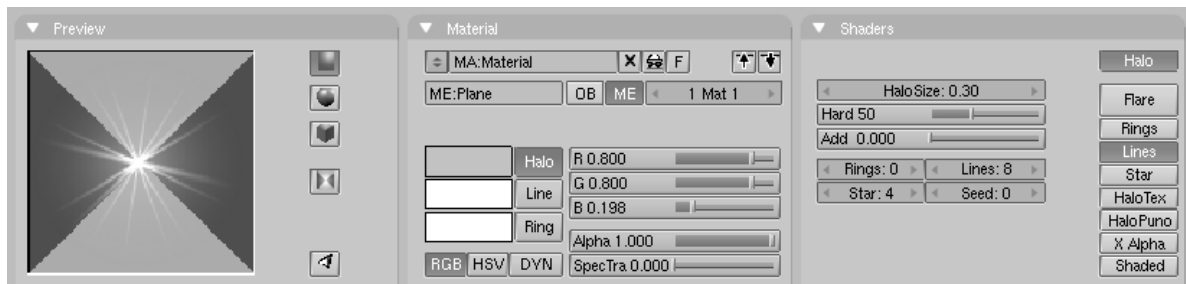 Preview
Material
MA:Material F
ME:Plane OB ME 1 Mat 1
Halo
Line
Ring
R 0.800
G 0.800
B 0.198
Alpha 1.000
SpecTra 0.000
RGB HSV DYN
Shaders
HaloSize: 0.30
Hard 50
Add 0.000
Rings: 0 Lines: 8
Star: 4 Seed: 0
Halo
Flare
Rings
Lines
Star
HaloTex
HaloPuno
X Alpha
Shaded